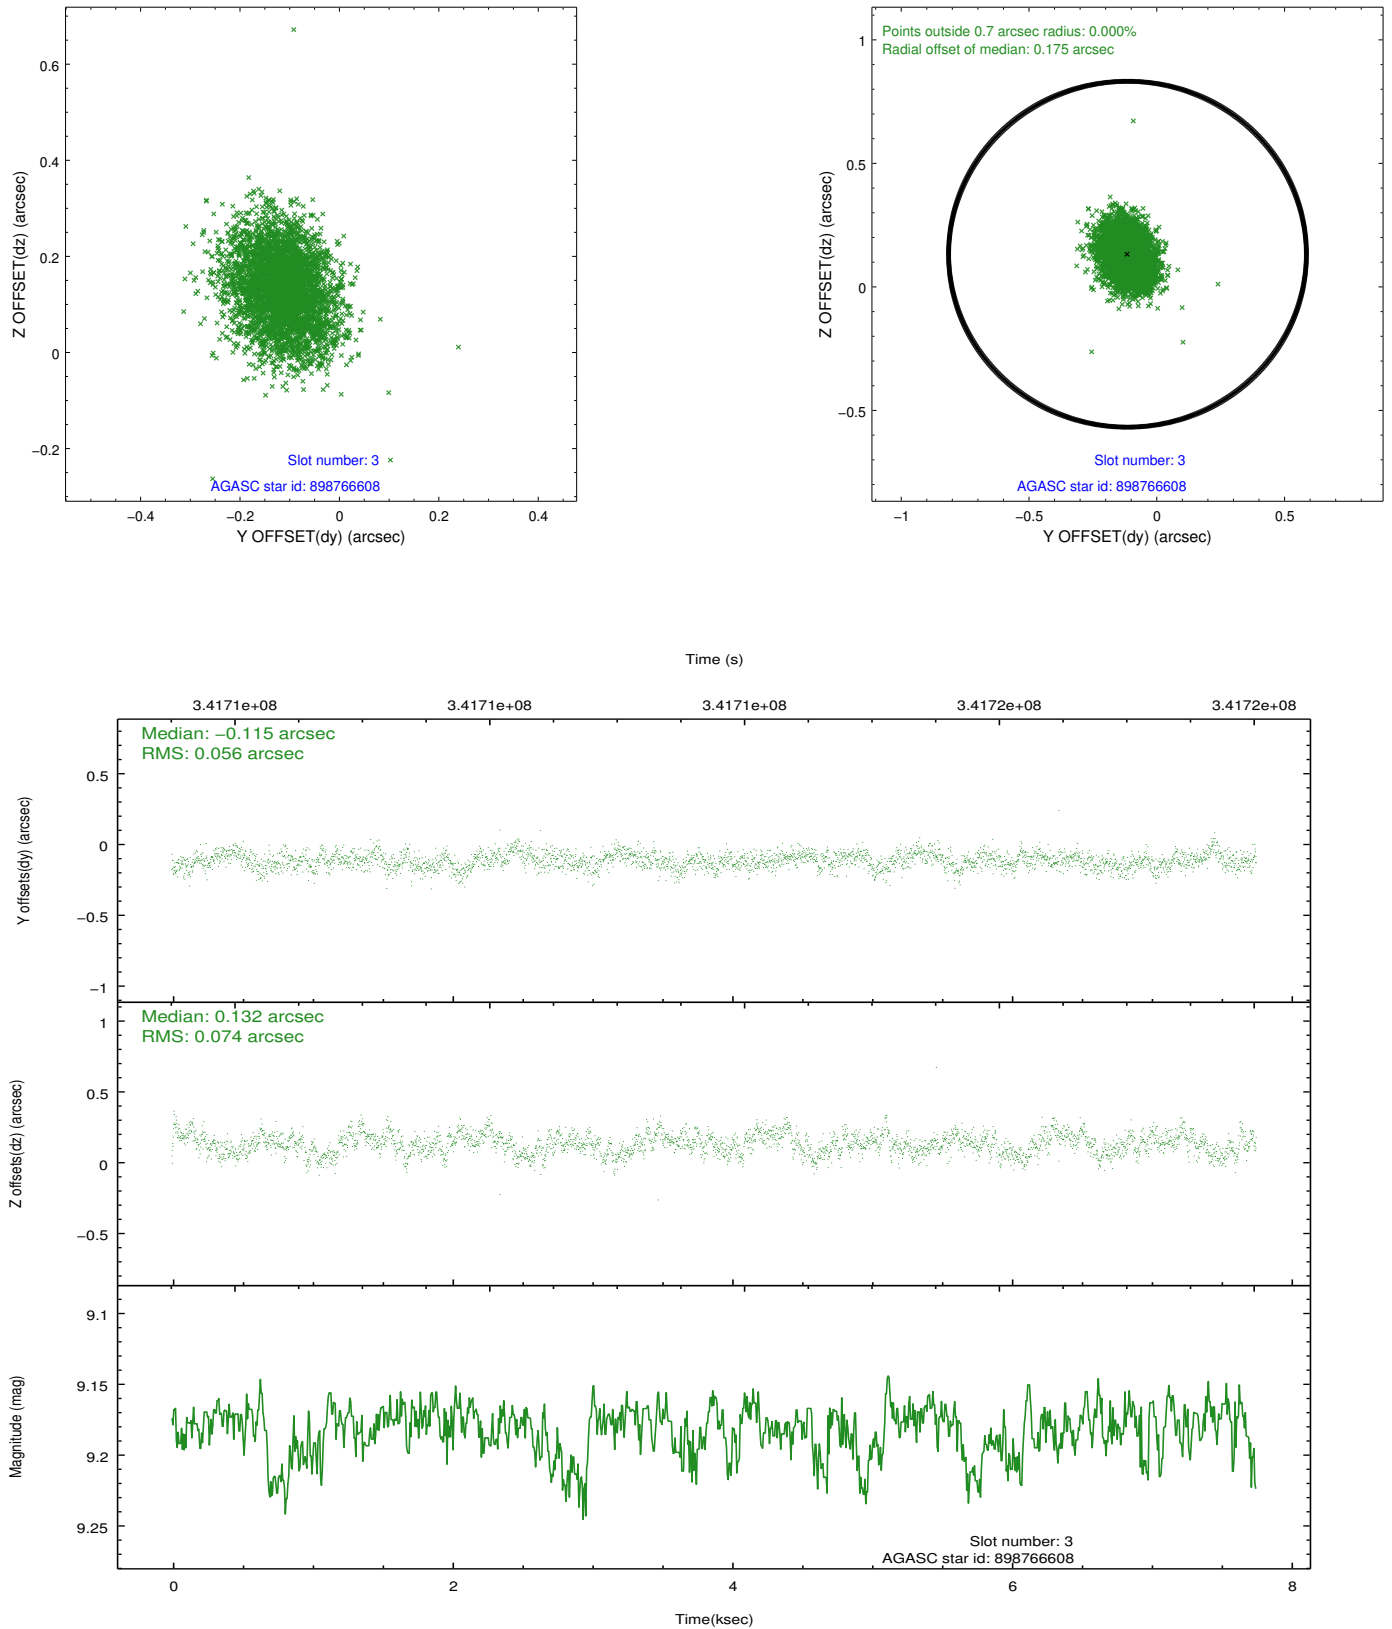 0.6
0.4
0.2
0
−0.2
Z OFFSET(dz) (arcsec)
Slot number: 3
AGASC star id: 898766608
−0.4
−0.2
0
0.2
0.4
Y OFFSET(dy) (arcsec)
Points outside 0.7 arcsec radius: 0.000%
Radial offset of median: 0.175 arcsec
1
0.5
0
−0.5
Z OFFSET(dz) (arcsec)
Slot number: 3
AGASC star id: 898766608
−1
−0.5
0
0.5
Y OFFSET(dy) (arcsec)
Time (s)
3.4171e+08
3.4171e+08
3.4171e+08
3.4172e+08
3.4172e+08
Median: −0.115 arcsec
RMS: 0.056 arcsec
0.5
0
−0.5
−1
Y offsets(dy) (arcsec)
Median: 0.132 arcsec
RMS: 0.074 arcsec
1
0.5
0
−0.5
Z offsets(dz) (arcsec)
9.1
9.15
9.2
9.25
Magnitude (mag)
Slot number: 3
AGASC star id: 898766608
0
2
4
6
8
Time(ksec)